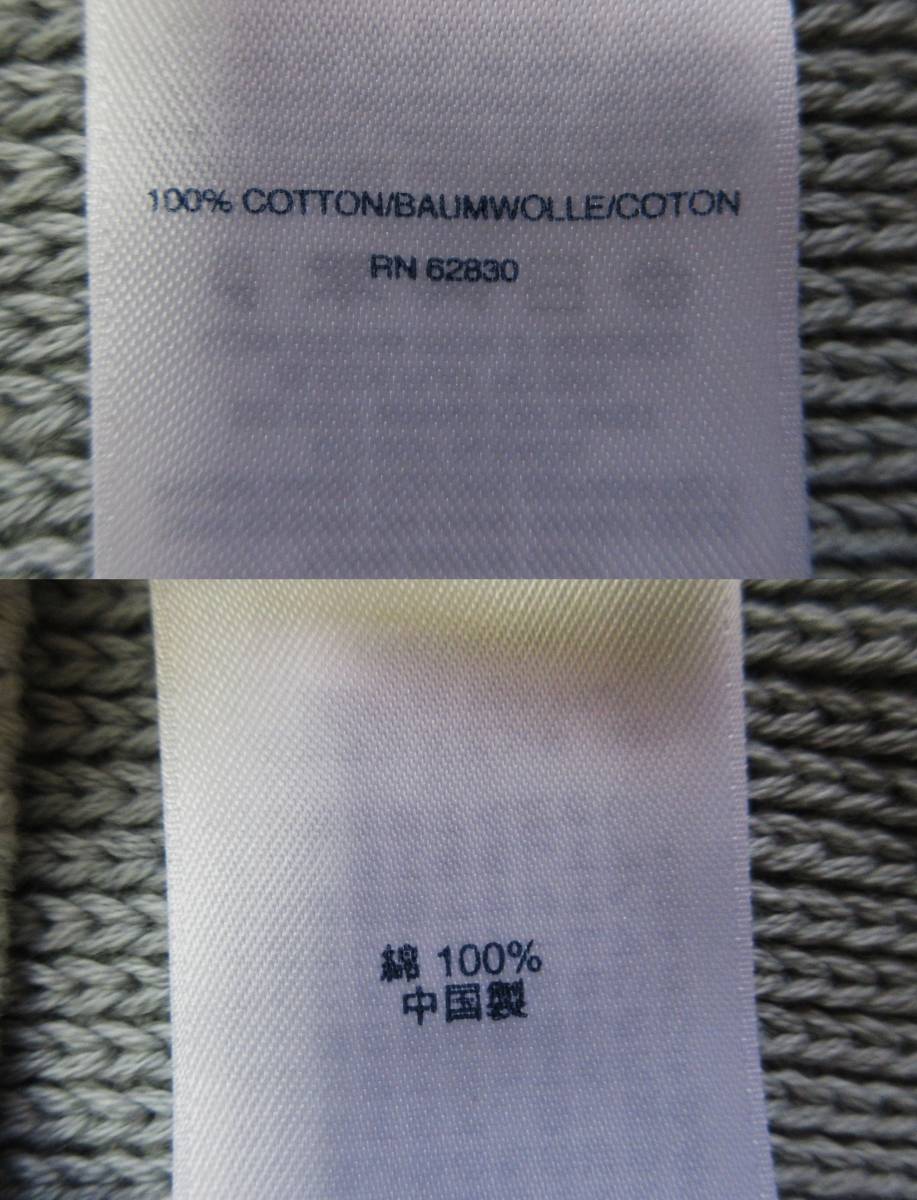 100% COTTON/BAUMWOLLE/COTON
RN 62830
綿 100%
中国製